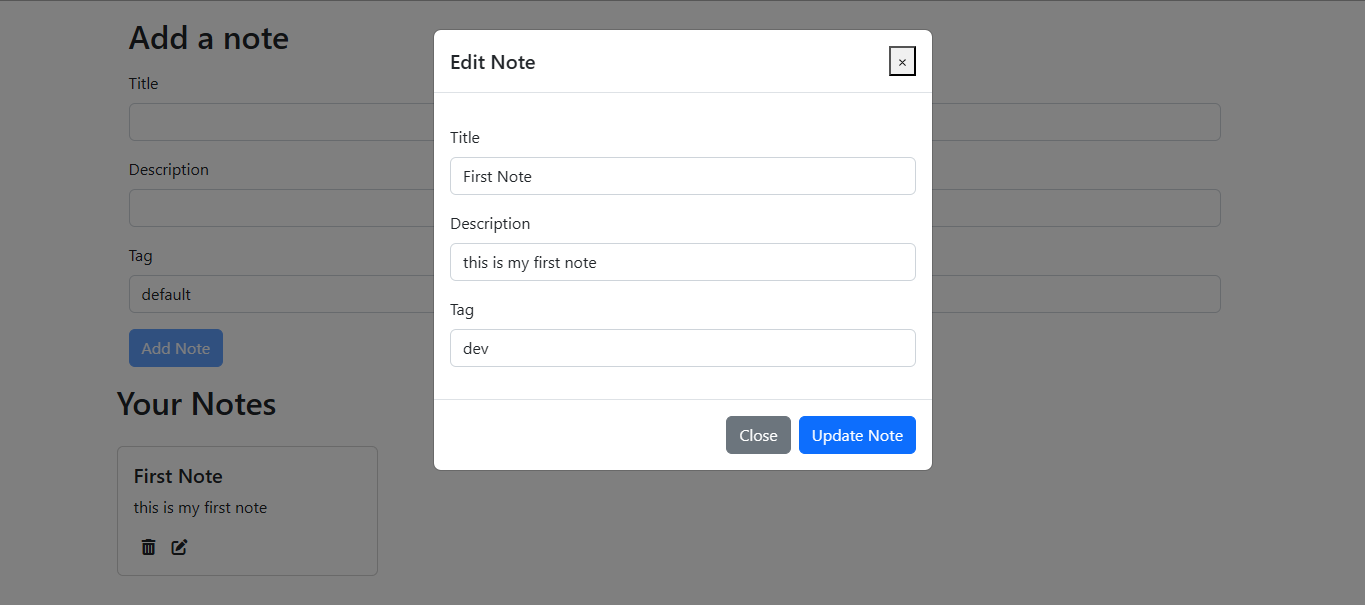 Add a note
Title
Description
Tag
default
Add Note
Your Notes
First Note
this is my first note
Edit Note
×
Title
First Note
Description
this is my first note
Tag
dev
Close Update Note